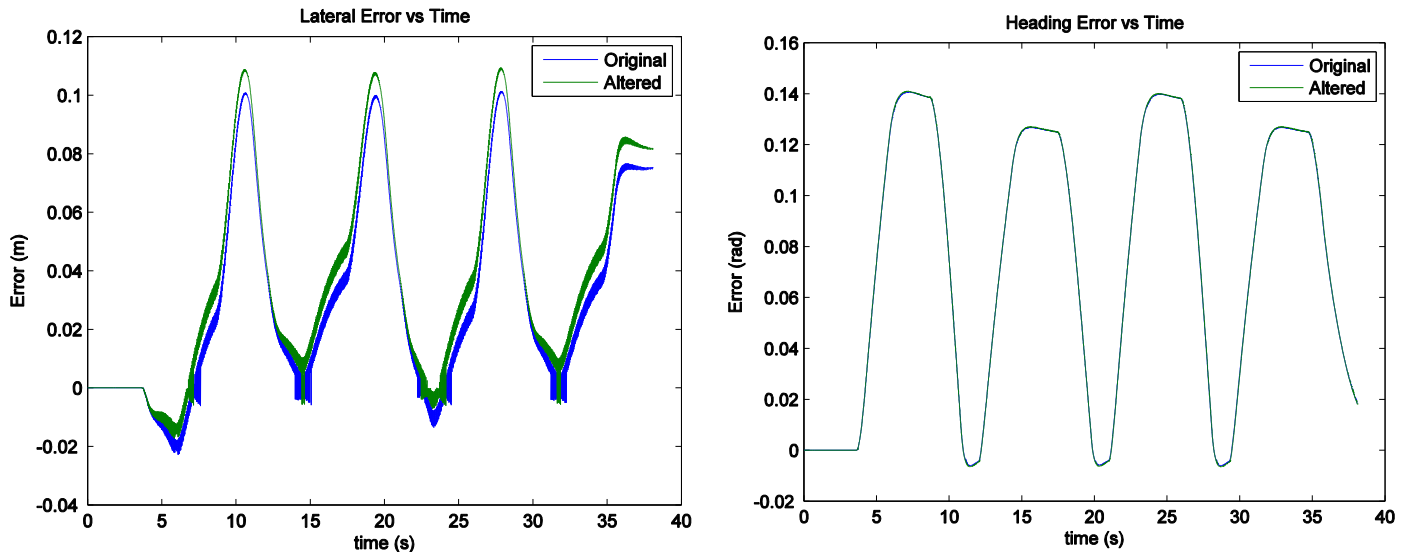 Lateral Error vs Time
0.12
0.1
0.08
0.06
0.04
0.02
0
-0.02
-0.04
Error (m)
Original
Altered
0 5 10 15 20 25 30 35 40
time (s)
Heading Error vs Time
0.16
0.14
0.12
0.1
0.08
0.06
0.04
0.02
0
-0.02
Error (rad)
Original
Altered
0 5 10 15 20 25 30 35 40
time (s)